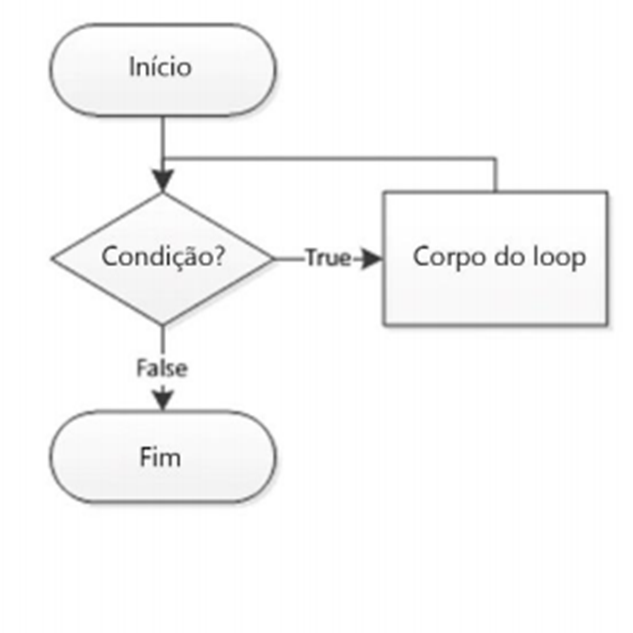 Início
Condição?
True
Corpo do loop
False
Fim